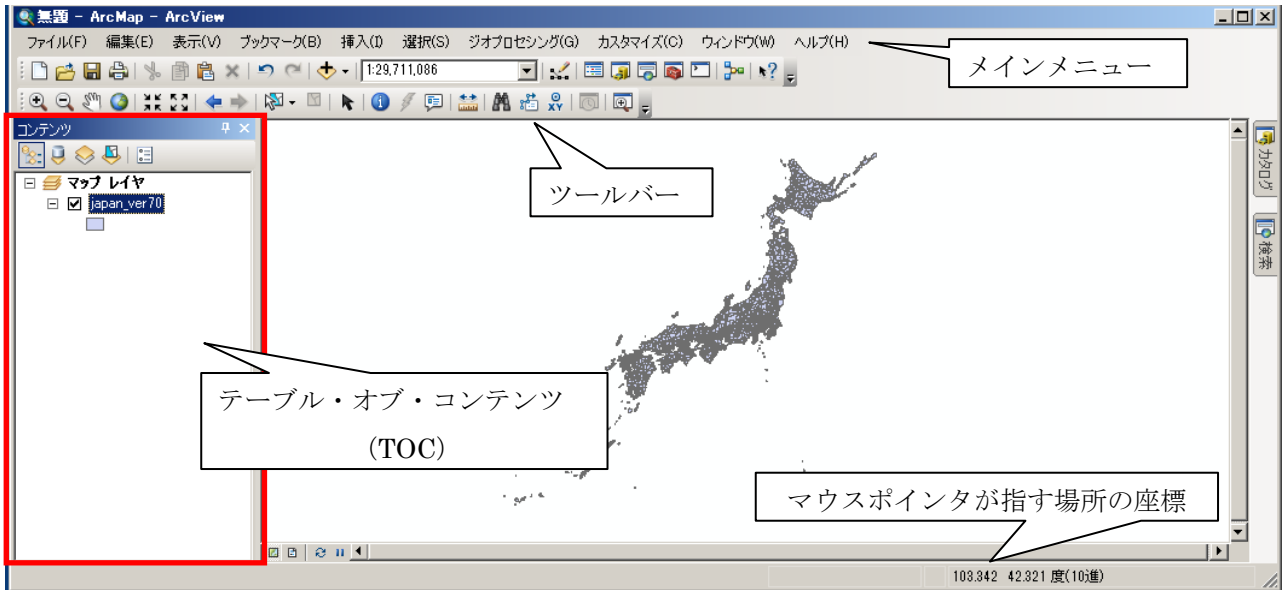 無題 - ArcMap - ArcView
ファイル(F) 編集(E) 表示(V) ブックマーク(B) 挿入(I) 選択(S) ジオプロセシング(G) カスタマイズ(C) ウィンドウ(W) ヘルプ(H)
メインメニュー
1:29,711,086
コンテンツ
マップ レイヤ
japan_ver70
ツールバー
カタログ
検索
テーブル・オブ・コンテンツ
(TOC)
マウスポインタが指す場所の座標
103.342 42.321 度(10進)